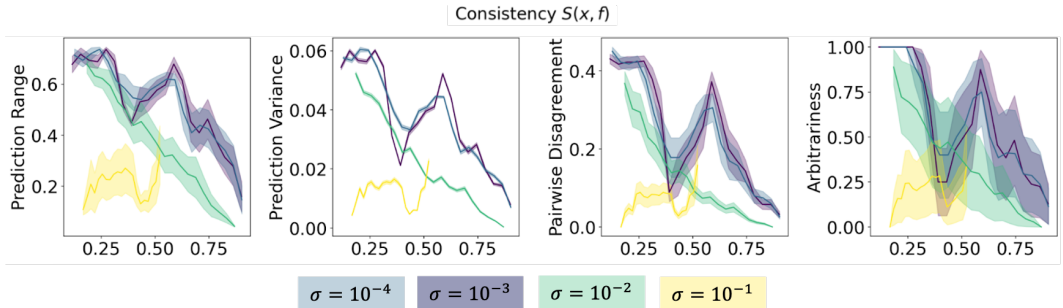 Consistency S(x, f)
Prediction Range
0.6
0.4
0.2
0.25 0.50 0.75
Prediction Variance
0.06
0.04
0.02
0.00
0.25 0.50 0.75
Pairwise Disagreement
0.4
0.2
0.0
0.25 0.50 0.75
Arbitrariness
1.00
0.75
0.50
0.25
0.00
0.25 0.50 0.75
σ = 10⁻⁴
σ = 10⁻³
σ = 10⁻²
σ = 10⁻¹